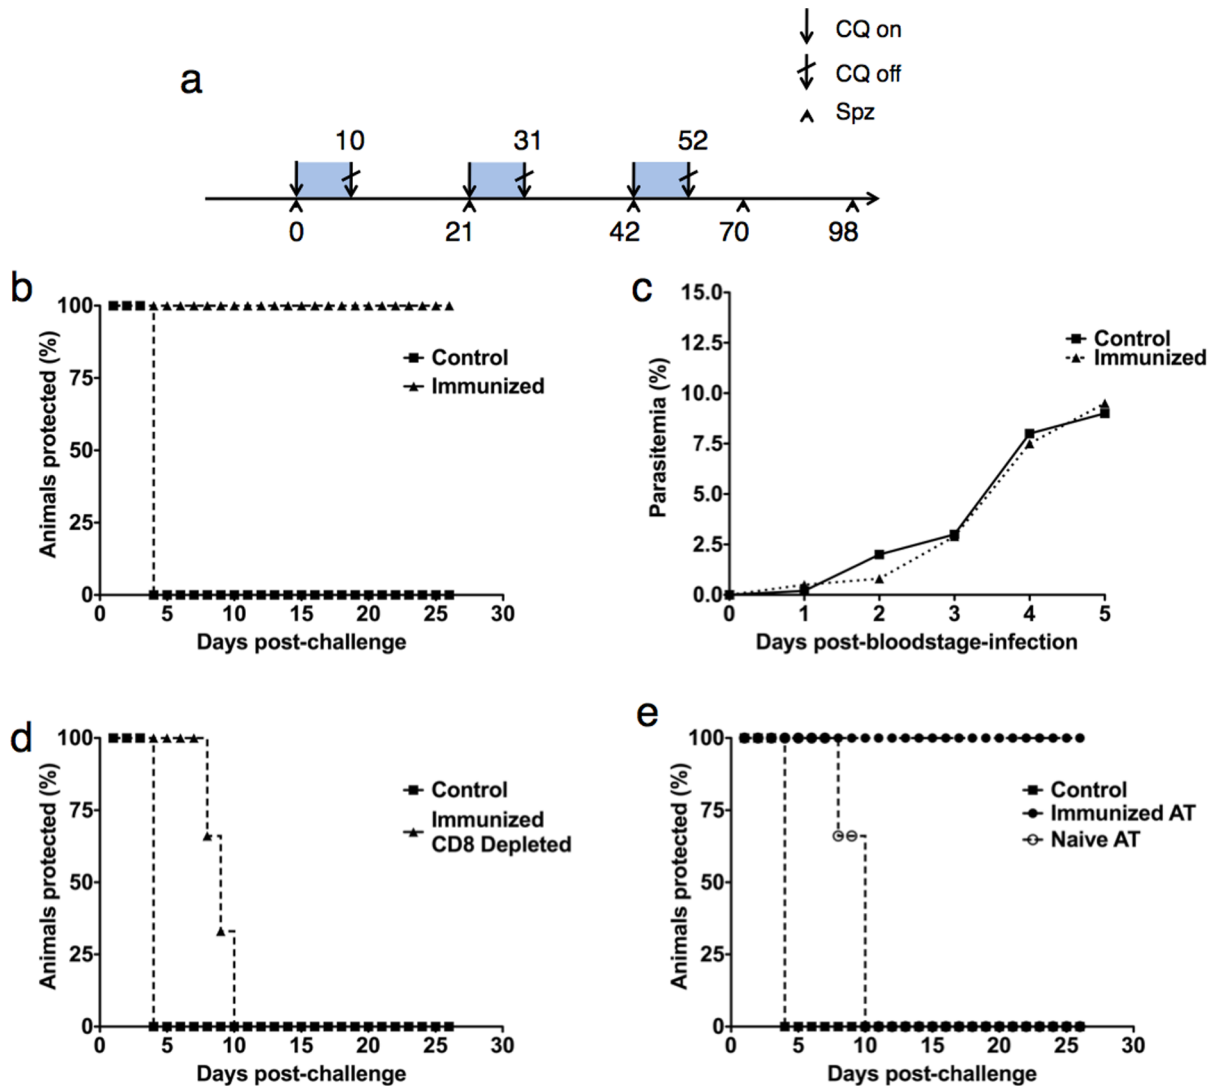 CQ on
CQ off
Spz
a
10 31 52
0 21 42 70 98
b
100
75
50
25
0
Animals protected (%)
Control
Immunized
0 5 10 15 20 25 30
Days post-challenge
c
15.0
12.5
10.0
7.5
5.0
2.5
0.0
Parasitemia (%)
Control
Immunized
0 1 2 3 4 5
Days post-bloodstage-infection
d
100
75
50
25
0
Animals protected (%)
Control
Immunized
CD8 Depleted
0 5 10 15 20 25 30
Days post-challenge
e
100
75
50
25
0
Animals protected (%)
Control
Immunized AT
Naive AT
0 5 10 15 20 25 30
Days post-challenge